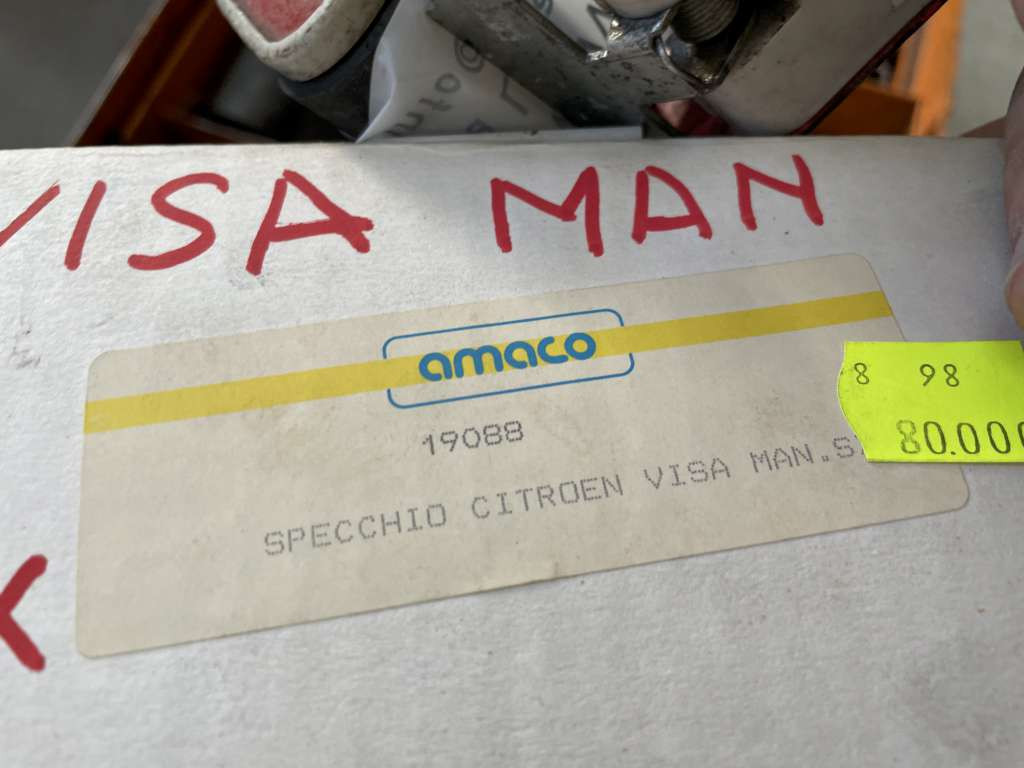 VISA MAN
amaco
19088
SPECCHIO CITROEN VISA MAN.
8 98
80.000